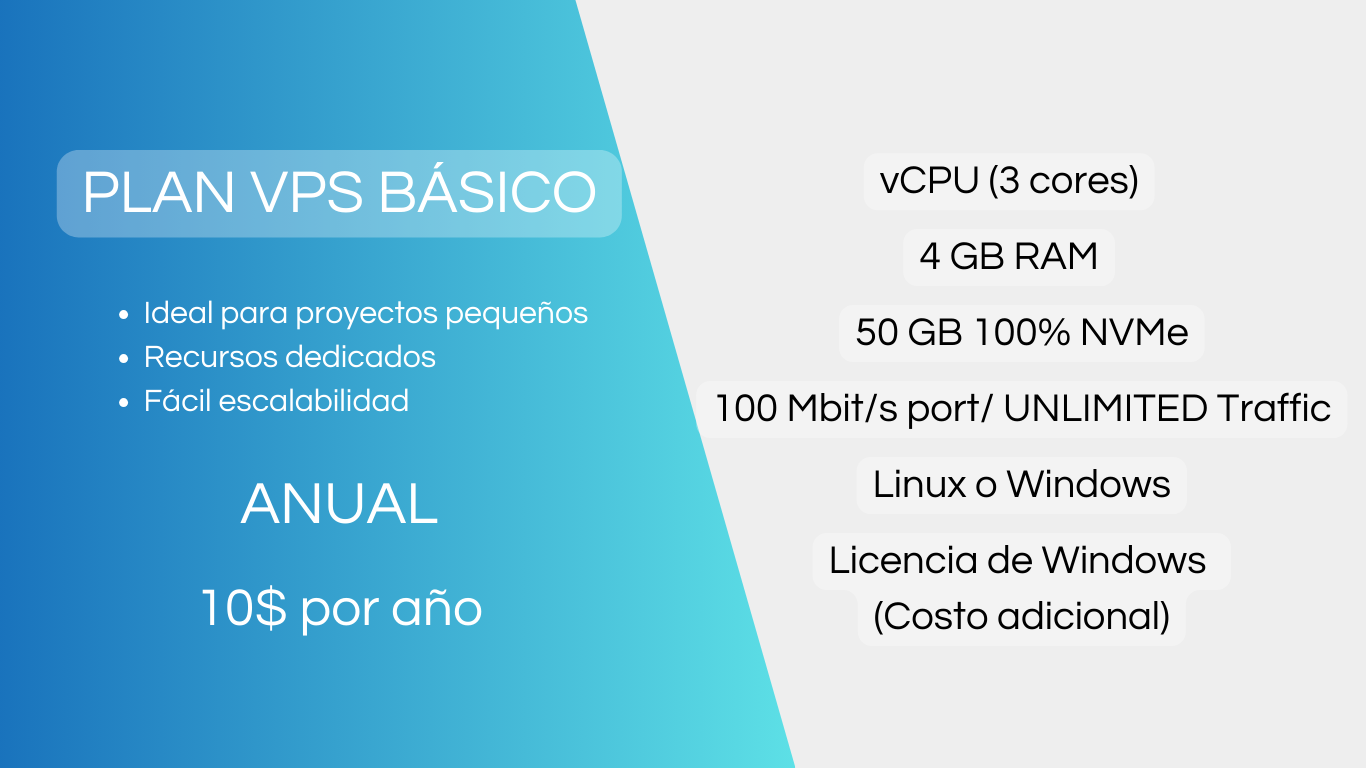 PLAN VPS BÁSICO
Ideal para proyectos pequeños
Recursos dedicados
Fácil escalabilidad
ANUAL
10$ por año
vCPU (3 cores)
4 GB RAM
50 GB 100% NVMe
100 Mbit/s port/ UNLIMITED Traffic
Linux o Windows
Licencia de Windows
(Costo adicional)